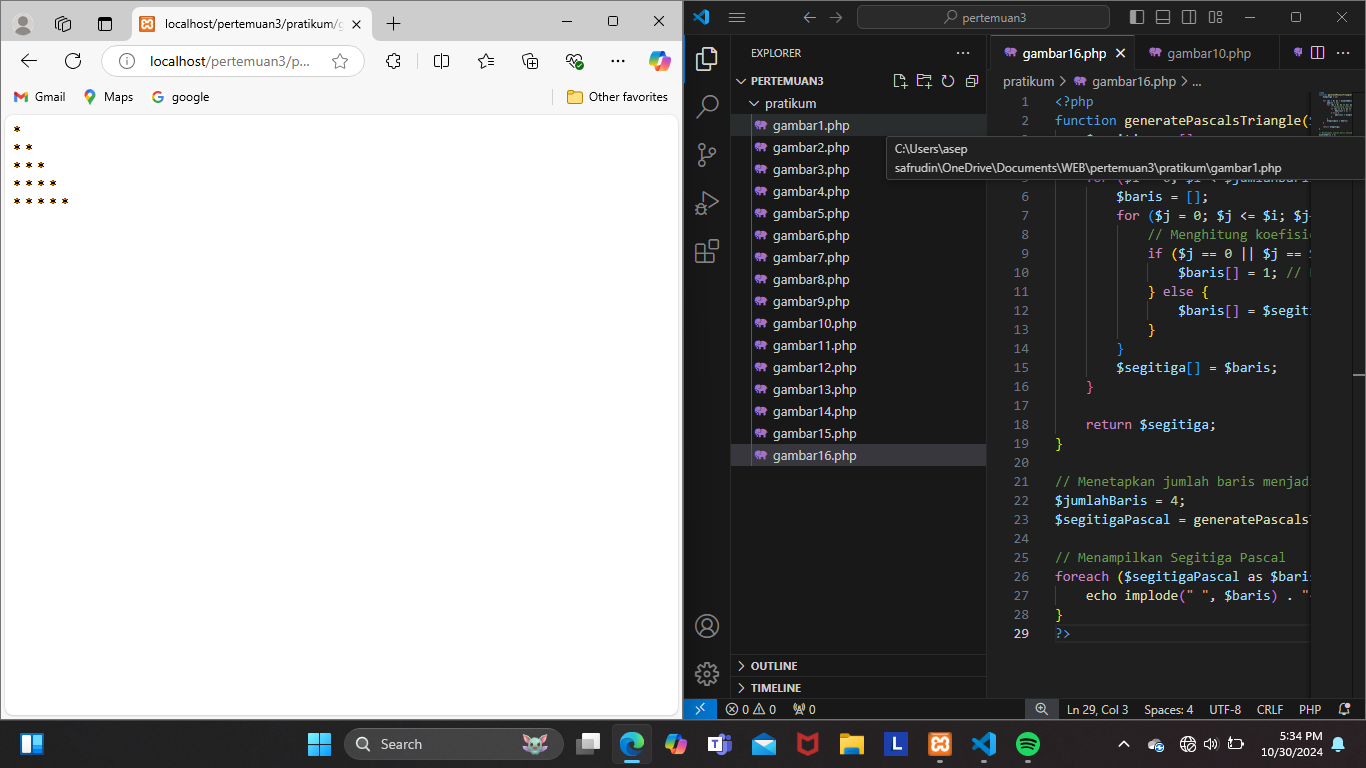 localhost/pertemuan3/pratikum/g
localhost/pertemuan3/p...
Gmail
Maps
google
Other favorites
*
* *
* * *
* * * *
* * * * *
pertemuan3
EXPLORER
PERTEMUAN3
pratikum
gambar1.php
gambar2.php
gambar3.php
gambar4.php
gambar5.php
gambar6.php
gambar7.php
gambar8.php
gambar9.php
gambar10.php
gambar11.php
gambar12.php
gambar13.php
gambar14.php
gambar15.php
gambar16.php
OUTLINE
TIMELINE
gambar16.php
gambar10.php
pratikum > gambar16.php > ...
C:\Users\asep
safrudin\OneDrive\Documents\WEB\pertemuan3\pratikum\gambar1.php
1 <?php
2 function generatePascalsTriangle($
6 $baris = [];
7 for ($j = 0; $j <= $i; $j
8 // Menghitung koefisi
9 if ($j == 0 || $j ==
10 $baris[] = 1; //
11 } else {
12 $baris[] = $segit
13 }
14 }
15 $segitiga[] = $baris;
16 }
17
18 return $segitiga;
19 }
20
21 // Menetapkan jumlah baris menjad
22 $jumlahBaris = 4;
23 $segitigaPascal = generatePascals
24
25 // Menampilkan Segitiga Pascal
26 foreach ($segitigaPascal as $bari
27 echo implode(" ", $baris) . "
28 }
29 ?>
0 0 0
Ln 29, Col 3 Spaces: 4 UTF-8 CRLF PHP
Search
L
5:34 PM
10/30/2024